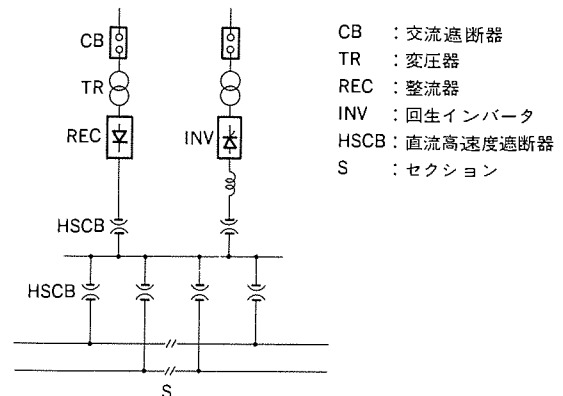 CB
TR
REC
INV
HSCB
HSCB
S
CB :交流遮断器
TR :変圧器
REC :整流器
INV :回生インバータ
HSCB:直流高速度遮断器
S :セクション